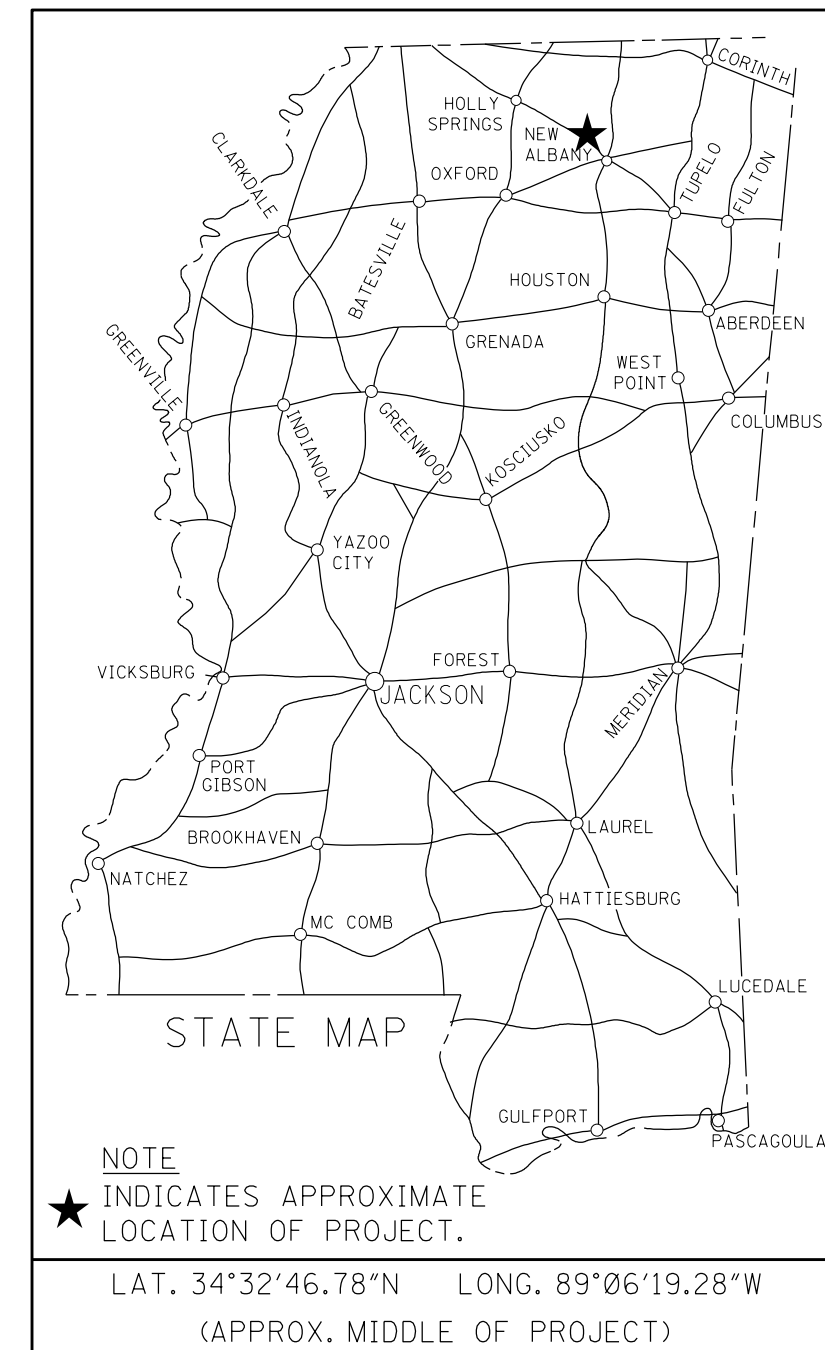 CORINTH
HOLLY
SPRINGS
NEW
ALBANY
CLARKDALE
OXFORD
TUPELO
FULTON
BATESVILLE
HOUSTON
ABERDEEN
GRENADA
GREENVILLE
WEST
POINT
COLUMBUS
INDIANOLA
GREENWOOD
KOSCIUSKO
YAZOO
CITY
VICKSBURG
FOREST
JACKSON
MERIDIAN
PORT
GIBSON
BROOKHAVEN
LAUREL
NATCHEZ
HATTIESBURG
MC COMB
LUCEDALE
STATE MAP
GULFPORT
PASCAGOULA
NOTE
INDICATES APPROXIMATE
LOCATION OF PROJECT.
LAT. 34°32'46.78"N LONG. 89°06'19.28"W
(APPROX. MIDDLE OF PROJECT)